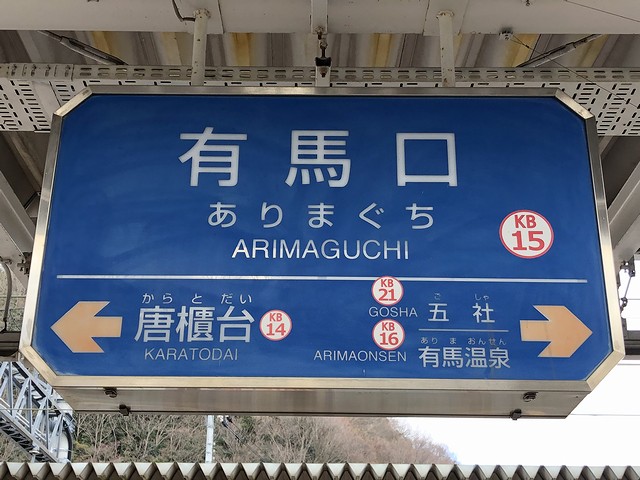 有馬口
ありまぐち
ARIMAGUCHI
KB
15
からとだい
唐櫃台
KARATODAI
KB
14
KB
21
ごしゃ
GOSHA 五社
KB
16
ありまおんせん
ARIMAONSEN 有馬温泉